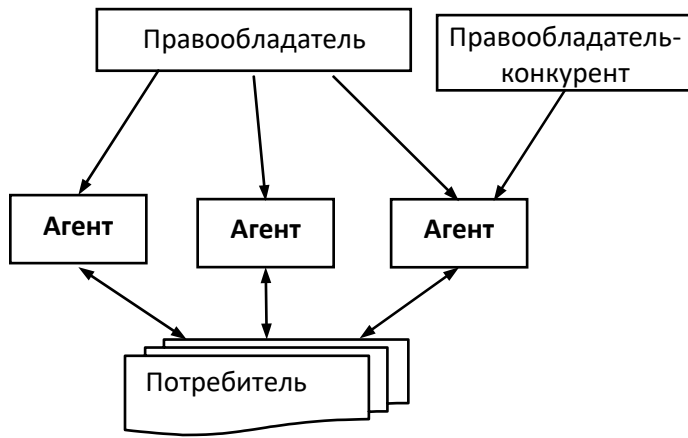 Правообладатель
Правообладатель-
конкурент
Агент
Агент
Агент
Потребитель